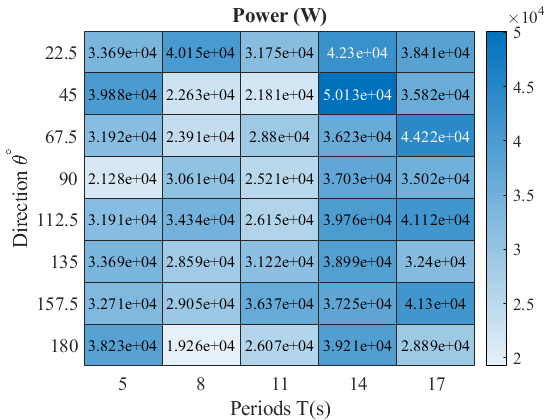 Power (W)
×10⁴
22.5 3.369e+04 4.015e+04 3.175e+04 4.23e+04 3.841e+04
45 3.988e+04 2.263e+04 2.181e+04 5.013e+04 3.582e+04
67.5 3.192e+04 2.391e+04 2.88e+04 3.623e+04 4.422e+04
90 2.128e+04 3.061e+04 2.521e+04 3.703e+04 3.502e+04
112.5 3.191e+04 3.434e+04 2.615e+04 3.976e+04 4.112e+04
135 3.369e+04 2.859e+04 3.122e+04 3.899e+04 3.24e+04
157.5 3.271e+04 2.905e+04 3.637e+04 3.725e+04 4.13e+04
180 3.823e+04 1.926e+04 2.607e+04 3.921e+04 2.889e+04
5 8 11 14 17
Periods T(s)
Direction θ°
5
4.5
4
3.5
3
2.5
2